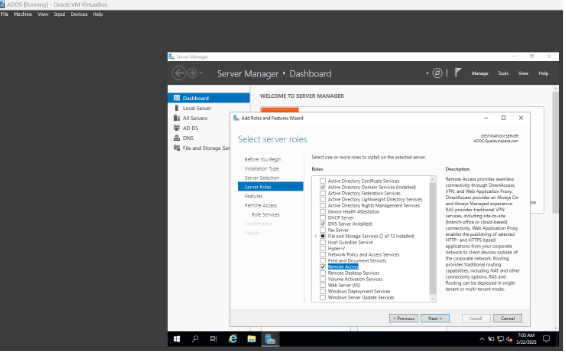 ADDS [Running] - Oracle VM VirtualBox
File Machine View Input Devices Help
Server Manager
Server Manager • Dashboard
Manage Tools View Help
Dashboard
Local Server
All Servers
AD DS
DNS
File and Storage Ser
WELCOME TO SERVER MANAGER
Add Roles and Features Wizard
Select server roles
DESTINATION SERVER
Before You Begin
Installation Type
Server Selection
Server Roles
Features
Remote Access
Role Services
Confirmation
Results
Select one or more roles to install on the selected server.
Roles
Active Directory Certificate Services
Active Directory Domain Services (Installed)
Active Directory Federation Services
Active Directory Lightweight Directory Services
Active Directory Rights Management Services
Device Health Attestation
DHCP Server
DNS Server (Installed)
Fax Server
File and Storage Services (2 of 12 installed)
Host Guardian Service
Hyper-V
Network Policy and Access Services
Print and Document Services
Remote Access
Remote Desktop Services
Volume Activation Services
Web Server (IIS)
Windows Deployment Services
Windows Server Update Services
Description
Remote Access provides seamless
connectivity through DirectAccess,
VPN, and Web Application Proxy.
DirectAccess provides an Always On
and Always Managed experience.
RAS provides traditional VPN
services, including site-to-site
(branch-office or cloud-based)
connectivity. Web Application Proxy
enables the publishing of selected
HTTP- and HTTPS-based
applications from your corporate
network to client devices outside of
the corporate network. Routing
provides traditional routing
capabilities, including NAT and other
connectivity options. RAS and
Routing can be deployed in single-
tenant or multi-tenant mode.
Hide
< Previous
Next >
Install
Cancel
7:03 AM
2/22/2025